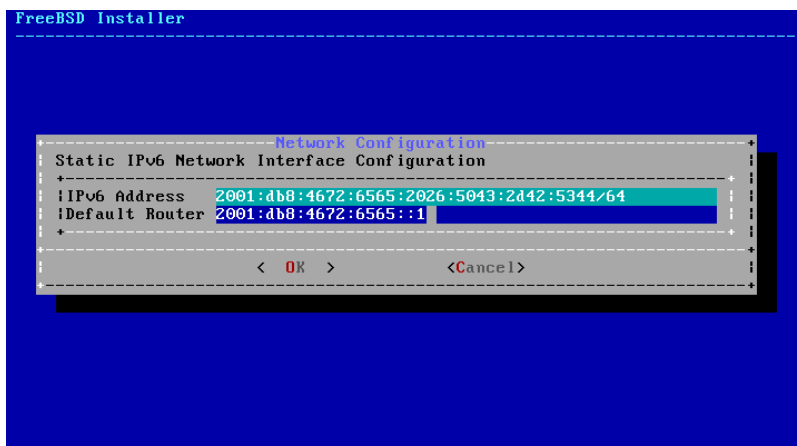 FreeBSD Installer
Network Configuration
Static IPv6 Network Interface Configuration
IPv6 Address 2001:db8:4672:6565:2026:5043:2d42:5344/64
Default Router 2001:db8:4672:6565::1
< OK > <Cancel>